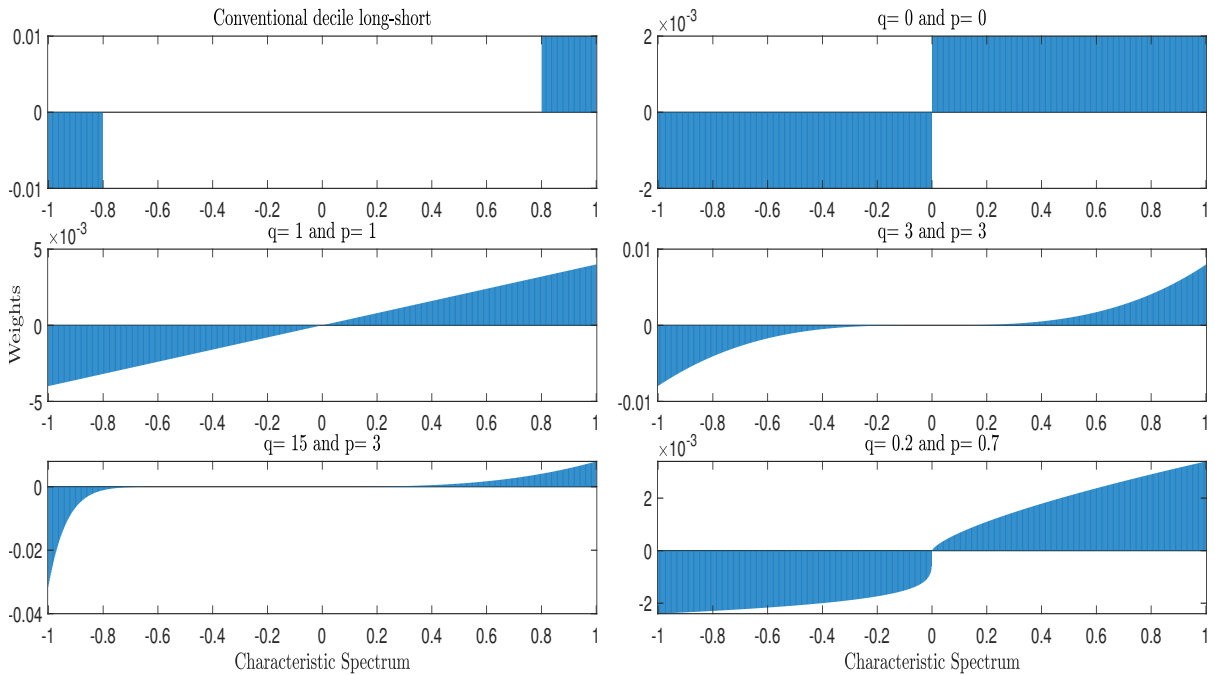 Conventional decile long-short
0.01
0
-0.01
-1 -0.8 -0.6 -0.4 -0.2 0 0.2 0.4 0.6 0.8 1
q= 0 and p= 0
×10⁻³
2
0
-2
-1 -0.8 -0.6 -0.4 -0.2 0 0.2 0.4 0.6 0.8 1
q= 1 and p= 1
×10⁻³
5
0
-5
Weights
-1 -0.8 -0.6 -0.4 -0.2 0 0.2 0.4 0.6 0.8 1
q= 3 and p= 3
0.01
0
-0.01
-1 -0.8 -0.6 -0.4 -0.2 0 0.2 0.4 0.6 0.8 1
q= 15 and p= 3
0
-0.02
-0.04
-1 -0.8 -0.6 -0.4 -0.2 0 0.2 0.4 0.6 0.8 1
Characteristic Spectrum
q= 0.2 and p= 0.7
×10⁻³
2
0
-2
-1 -0.8 -0.6 -0.4 -0.2 0 0.2 0.4 0.6 0.8 1
Characteristic Spectrum